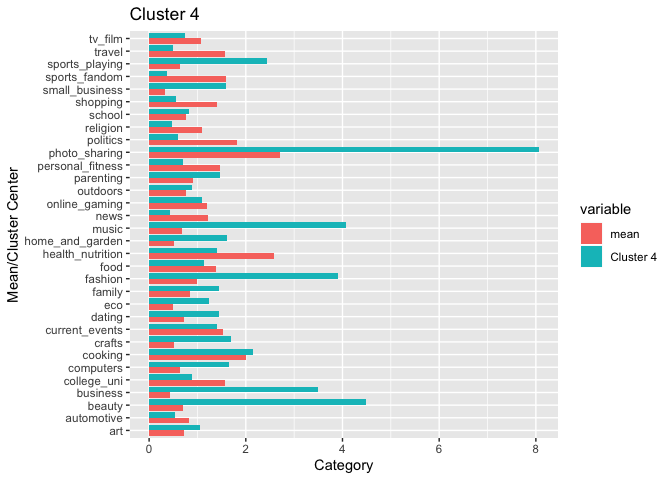 Cluster 4
tv_film
travel
sports_playing
sports_fandom
small_business
shopping
school
religion
politics
photo_sharing
personal_fitness
parenting
outdoors
online_gaming
news
music
home_and_garden
health_nutrition
food
fashion
family
eco
dating
current_events
crafts
cooking
computers
college_uni
business
beauty
automotive
art
Mean/Cluster Center
0 2 4 6 8
Category
variable
mean
Cluster 4